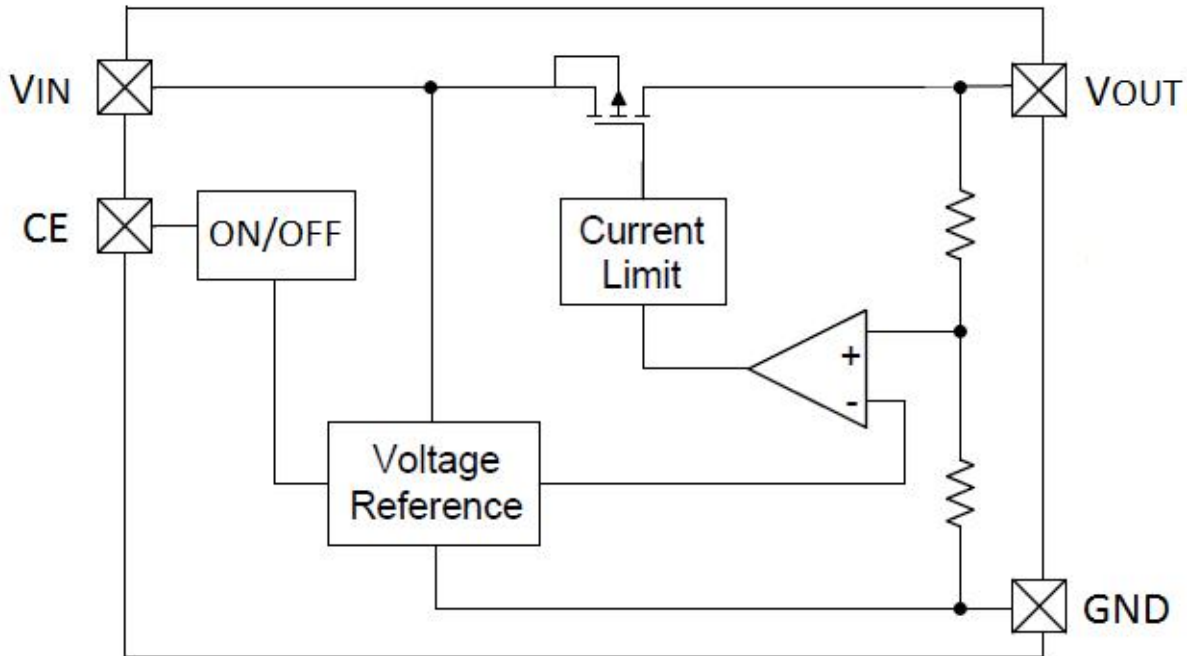 VIN
VOUT
CE
ON/OFF
Current
Limit
+
-
Voltage
Reference
GND